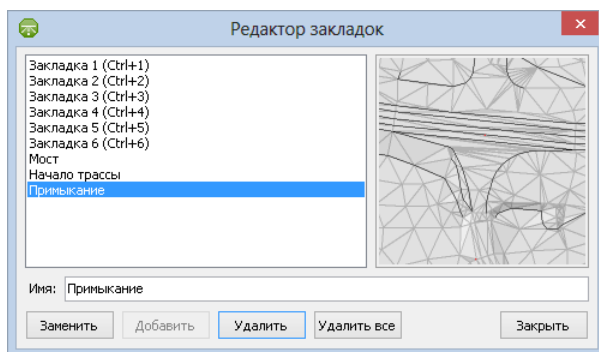 Редактор закладок
Закладка 1 (Ctrl+1)
Закладка 2 (Ctrl+2)
Закладка 3 (Ctrl+3)
Закладка 4 (Ctrl+4)
Закладка 5 (Ctrl+5)
Закладка 6 (Ctrl+6)
Мост
Начало трассы
Примыкание
Имя: Примыкание
Заменить Добавить Удалить Удалить все Закрыть